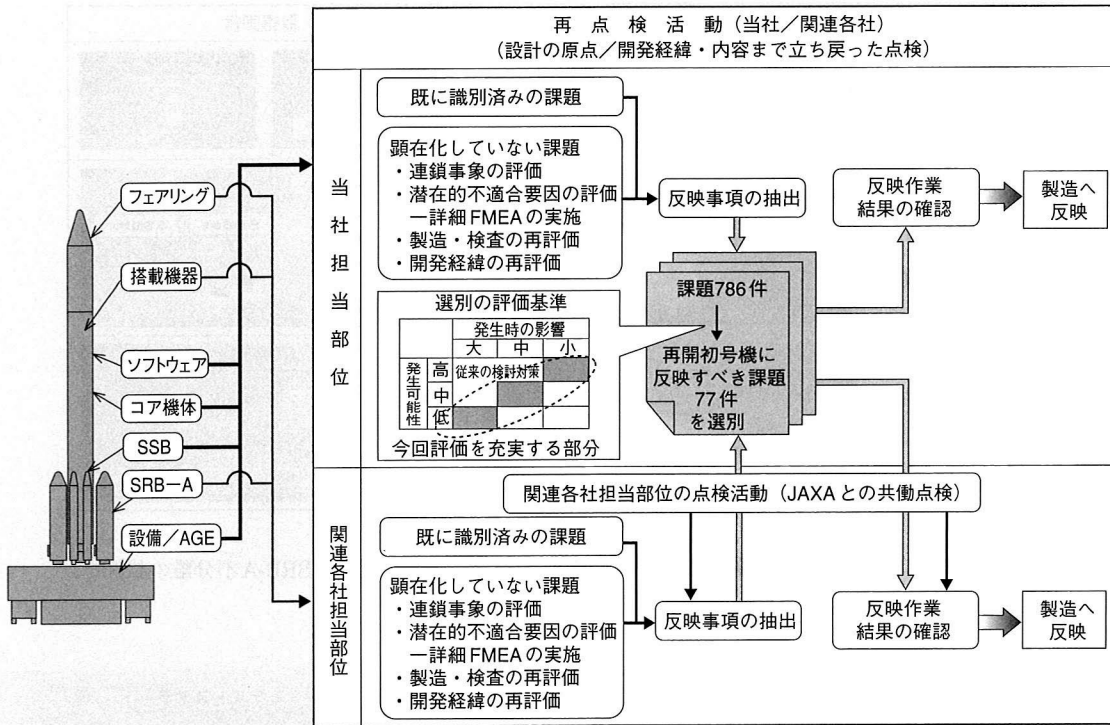 再点検活動（当社／関連各社）
（設計の原点／開発経緯・内容まで立ち戻った点検）
フェアリング
搭載機器
ソフトウェア
コア機体
SSB
SRB－A
設備／AGE
当社担当部位
既に識別済みの課題
顕在化していない課題
・連鎖事象の評価
・潜在的不適合要因の評価
―詳細FMEAの実施
・製造・検査の再評価
・開発経緯の再評価
反映事項の抽出
反映作業
結果の確認
製造へ
反映
選別の評価基準
発生時の影響
大 中 小
発生可能性
高 従来の検討対策
中
低
今回評価を充実する部分
課題786件
再開初号機に
反映すべき課題
77件
を選別
関連各社担当部位
関連各社担当部位の点検活動（JAXAとの共働点検）
既に識別済みの課題
顕在化していない課題
・連鎖事象の評価
・潜在的不適合要因の評価
―詳細FMEAの実施
・製造・検査の再評価
・開発経緯の再評価
反映事項の抽出
反映作業
結果の確認
製造へ
反映